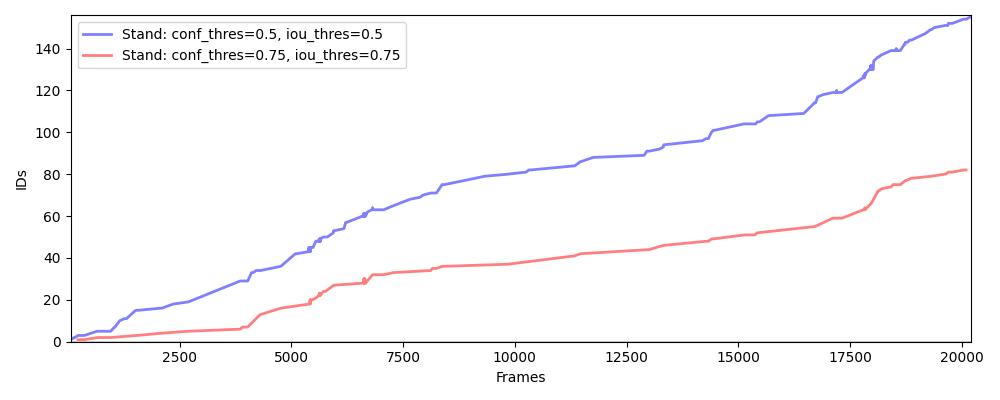 Stand: conf_thres=0.5, iou_thres=0.5
Stand: conf_thres=0.75, iou_thres=0.75
IDs
140
120
100
80
60
40
20
0
2500 5000 7500 10000 12500 15000 17500 20000
Frames